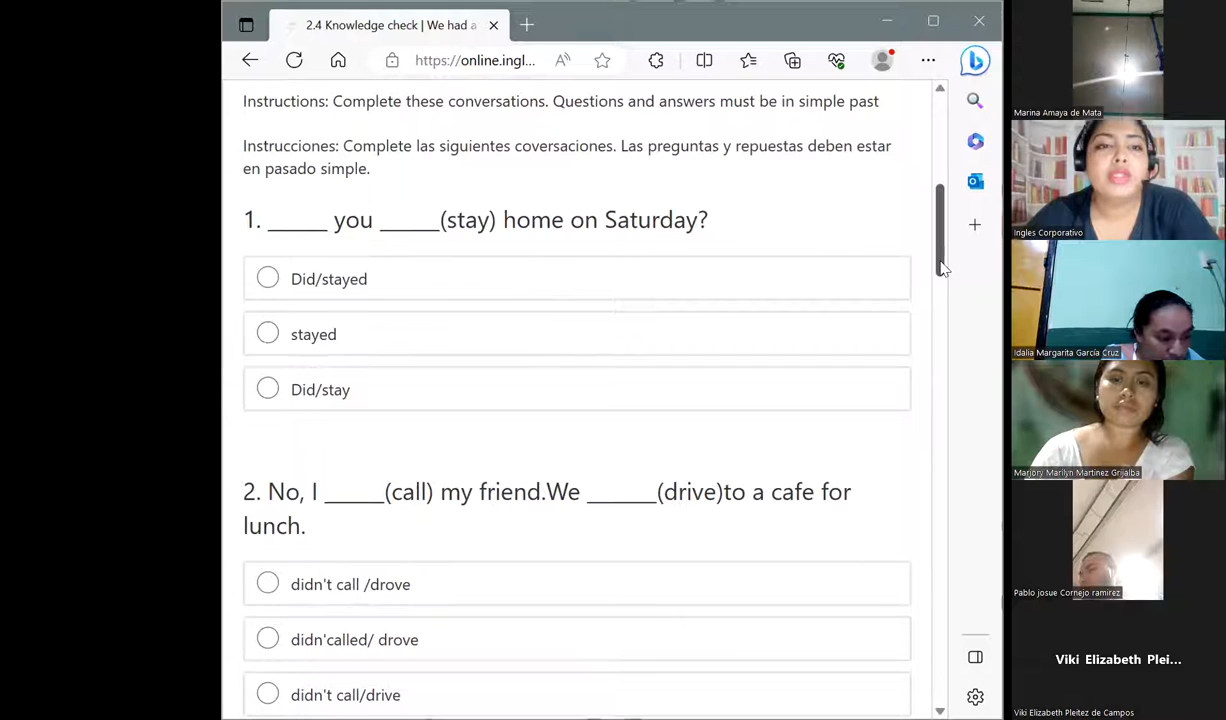 2.4 Knowledge check | We had a
https://online.ingl...
Instructions: Complete these conversations. Questions and answers must be in simple past
Instrucciones: Complete las siguientes coversaciones. Las preguntas y repuestas deben estar
en pasado simple.
1. _____ you _____(stay) home on Saturday?
Did/stayed
stayed
Did/stay
2. No, I _____(call) my friend.We ______(drive)to a cafe for
lunch.
didn't call /drove
didn'called/ drove
didn't call/drive
Marina Amaya de Mata
Ingles Corporativo
Idalia Margarita García Cruz
Marjory Marilyn Martinez Grijalba
Pablo josue Cornejo ramirez
Viki Elizabeth Plei...
Viki Elizabeth Pleitez de Campos